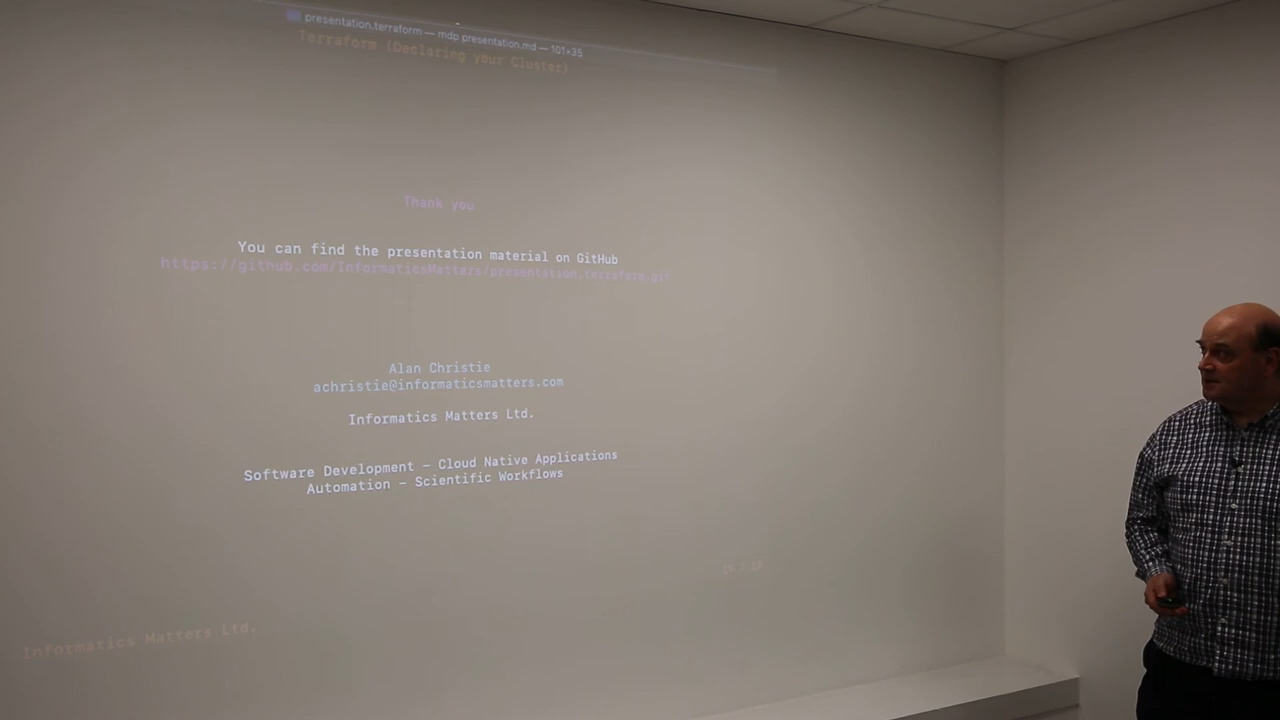 presentation.terraform — mdp presentation.md — 101×35
Terraform (Declaring your Cluster)
Thank you
You can find the presentation material on GitHub
https://github.com/InformaticsMatters/presentation.terraform.git
Alan Christie
achristie@informaticsmatters.com
Informatics Matters Ltd.
Software Development – Cloud Native Applications
Automation – Scientific Workflows
Informatics Matters Ltd.